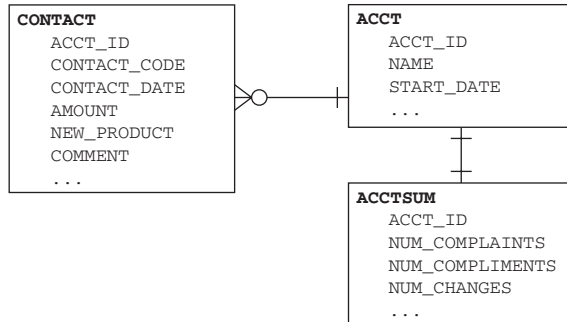 CONTACT
ACCT_ID
CONTACT_CODE
CONTACT_DATE
AMOUNT
NEW_PRODUCT
COMMENT
...
ACCT
ACCT_ID
NAME
START_DATE
...
ACCTSUM
ACCT_ID
NUM_COMPLAINTS
NUM_COMPLIMENTS
NUM_CHANGES
...